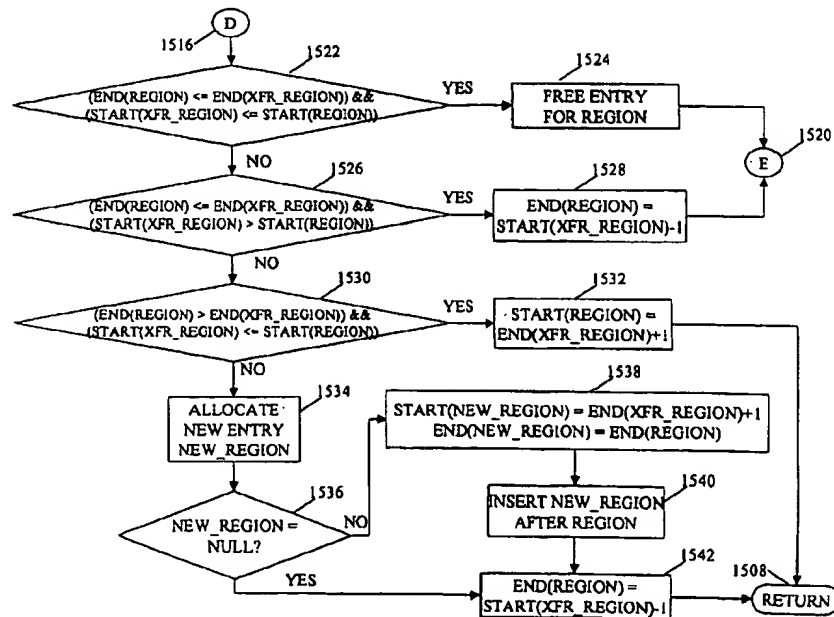 D
1516
1522
(END(REGION) <= END(XFR_REGION)) &&
(START(XFR_REGION) <= START(REGION))
YES
1524
FREE ENTRY
FOR REGION
E
1520
NO
1526
(END(REGION) <= END(XFR_REGION)) &&
(START(XFR_REGION) > START(REGION))
YES
1528
END(REGION) =
START(XFR_REGION)-1
NO
1530
(END(REGION) > END(XFR_REGION)) &&
(START(XFR_REGION) <= START(REGION))
YES
1532
START(REGION) =
END(XFR_REGION)+1
NO
1534
ALLOCATE
NEW ENTRY
NEW_REGION
1538
START(NEW_REGION) = END(XFR_REGION)+1
END(NEW_REGION) = END(REGION)
1536
NEW_REGION =
NULL?
NO
1540
INSERT NEW_REGION
AFTER REGION
YES
1542
END(REGION) =
START(XFR_REGION)-1
1508
RETURN